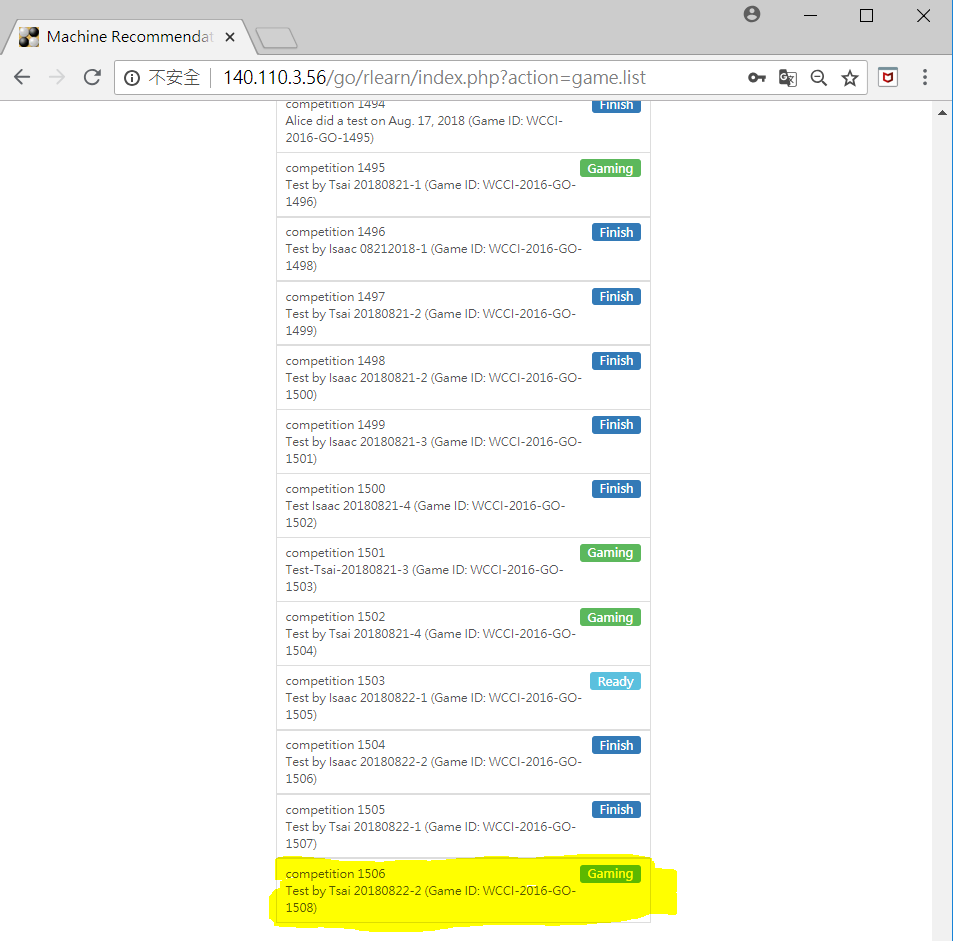 Machine Recommendat
不安全
140.110.3.56/go/rlearn/index.php?action=game.list
competition 1494
Finish
Alice did a test on Aug. 17, 2018 (Game ID: WCCI-
2016-GO-1495)
competition 1495
Gaming
Test by Tsai 20180821-1 (Game ID: WCCI-2016-GO-
1496)
competition 1496
Finish
Test by Isaac 08212018-1 (Game ID: WCCI-2016-GO-
1498)
competition 1497
Finish
Test by Tsai 20180821-2 (Game ID: WCCI-2016-GO-
1499)
competition 1498
Finish
Test by Isaac 20180821-2 (Game ID: WCCI-2016-GO-
1500)
competition 1499
Finish
Test by Isaac 20180821-3 (Game ID: WCCI-2016-GO-
1501)
competition 1500
Finish
Test Isaac 20180821-4 (Game ID: WCCI-2016-GO-
1502)
competition 1501
Gaming
Test-Tsai-20180821-3 (Game ID: WCCI-2016-GO-
1503)
competition 1502
Gaming
Test by Tsai 20180821-4 (Game ID: WCCI-2016-GO-
1504)
competition 1503
Ready
Test by Isaac 20180822-1 (Game ID: WCCI-2016-GO-
1505)
competition 1504
Finish
Test by Isaac 20180822-2 (Game ID: WCCI-2016-GO-
1506)
competition 1505
Finish
Test by Tsai 20180822-1 (Game ID: WCCI-2016-GO-
1507)
competition 1506
Gaming
Test by Tsai 20180822-2 (Game ID: WCCI-2016-GO-
1508)